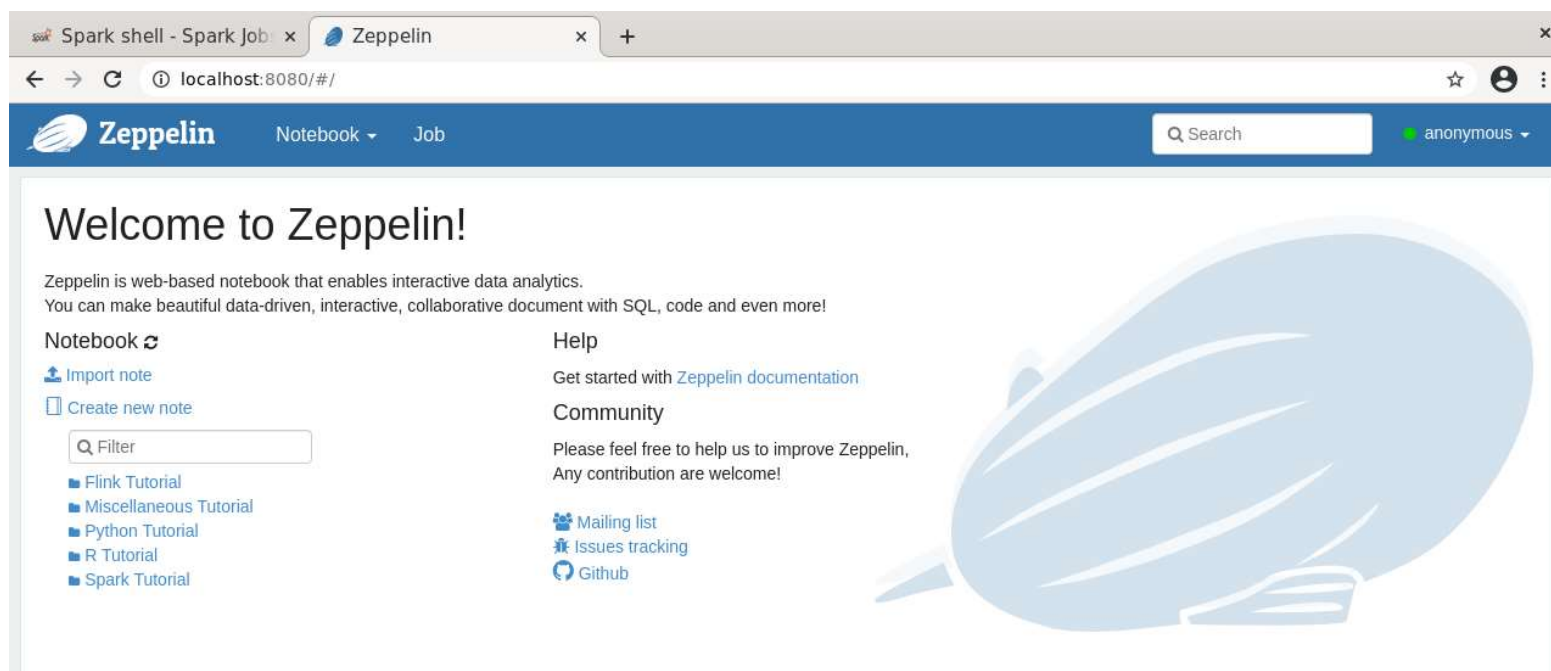 Spark shell - Spark Job
Zeppelin
localhost:8080/#/
Zeppelin
Notebook
Job
Search
anonymous
Welcome to Zeppelin!
Zeppelin is web-based notebook that enables interactive data analytics.
You can make beautiful data-driven, interactive, collaborative document with SQL, code and even more!
Notebook
Import note
Create new note
Filter
Flink Tutorial
Miscellaneous Tutorial
Python Tutorial
R Tutorial
Spark Tutorial
Help
Get started with Zeppelin documentation
Community
Please feel free to help us to improve Zeppelin,
Any contribution are welcome!
Mailing list
Issues tracking
Github